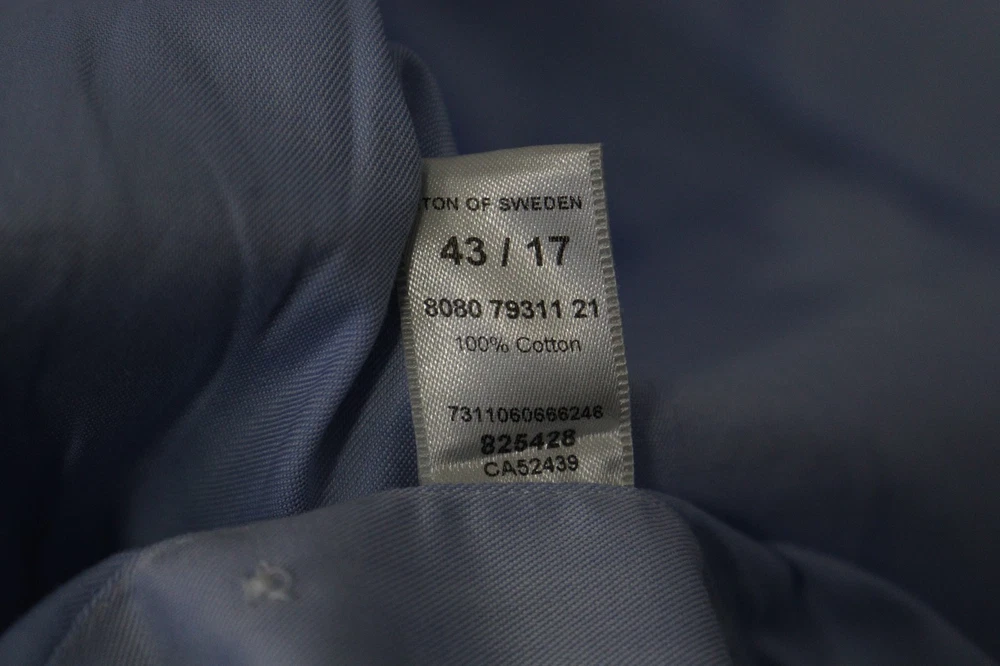 TON OF SWEDEN
43 / 17
8080 79311 21
100% Cotton
7311060666246
825428
CA52439